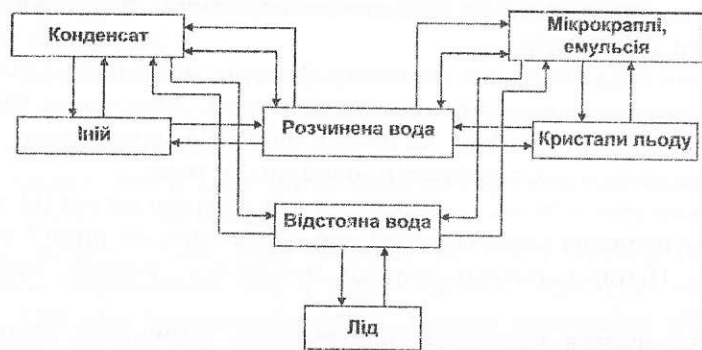 Конденсат
Мікрокраплі,
емульсія
Іній
Розчинена вода
Кристали льоду
Відстояна вода
Лід